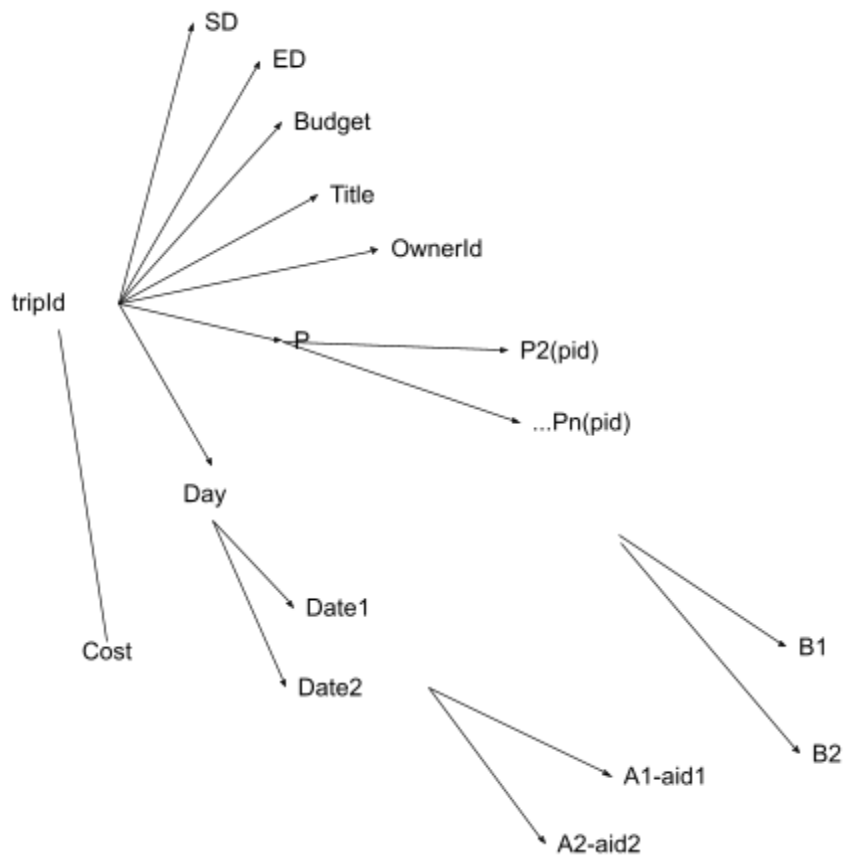 SD
ED
Budget
Title
OwnerId
tripId
P
P2(pid)
...Pn(pid)
Day
Date1
Cost
B1
Date2
B2
A1-aid1
A2-aid2